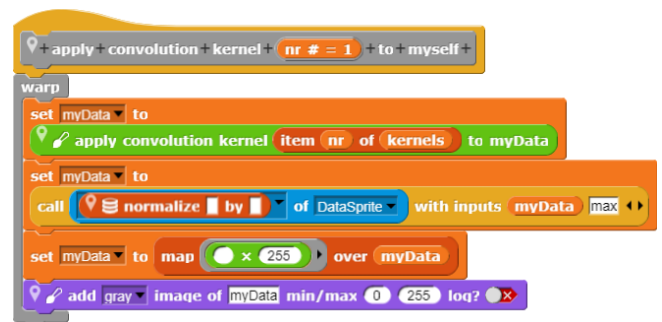 + apply + convolution + kernel + nr # = 1 + to + myself +
warp
set myData to
apply convolution kernel item nr of kernels to myData
set myData to
call normalize by of DataSprite with inputs myData max
set myData to map × 255 over myData
add gray image of myData min/max 0 255 log?